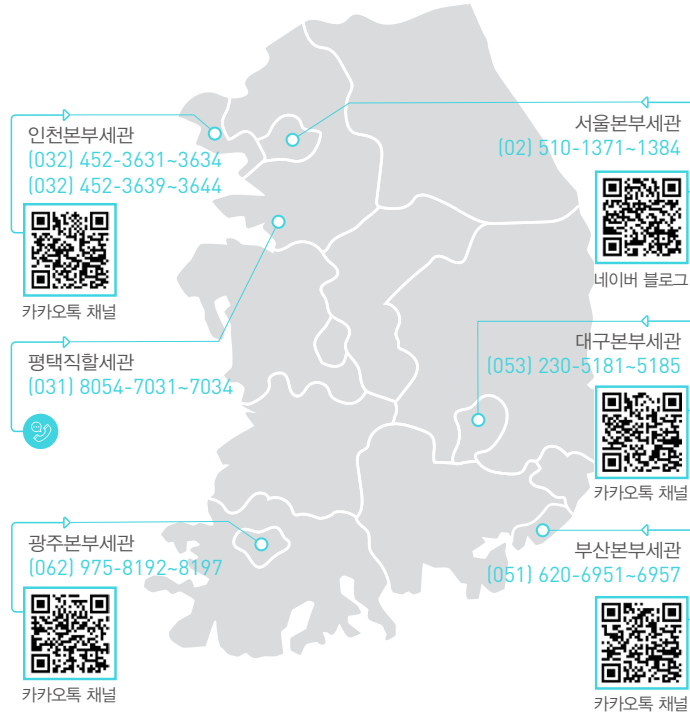 인천본부세관
(032) 452-3631~3634
(032) 452-3639~3644
카카오톡 채널
평택직할세관
(031) 8054-7031~7034
광주본부세관
(062) 975-8192~8197
카카오톡 채널
서울본부세관
(02) 510-1371~1384
네이버 블로그
대구본부세관
(053) 230-5181~5185
카카오톡 채널
부산본부세관
(051) 620-6951~6957
카카오톡 채널